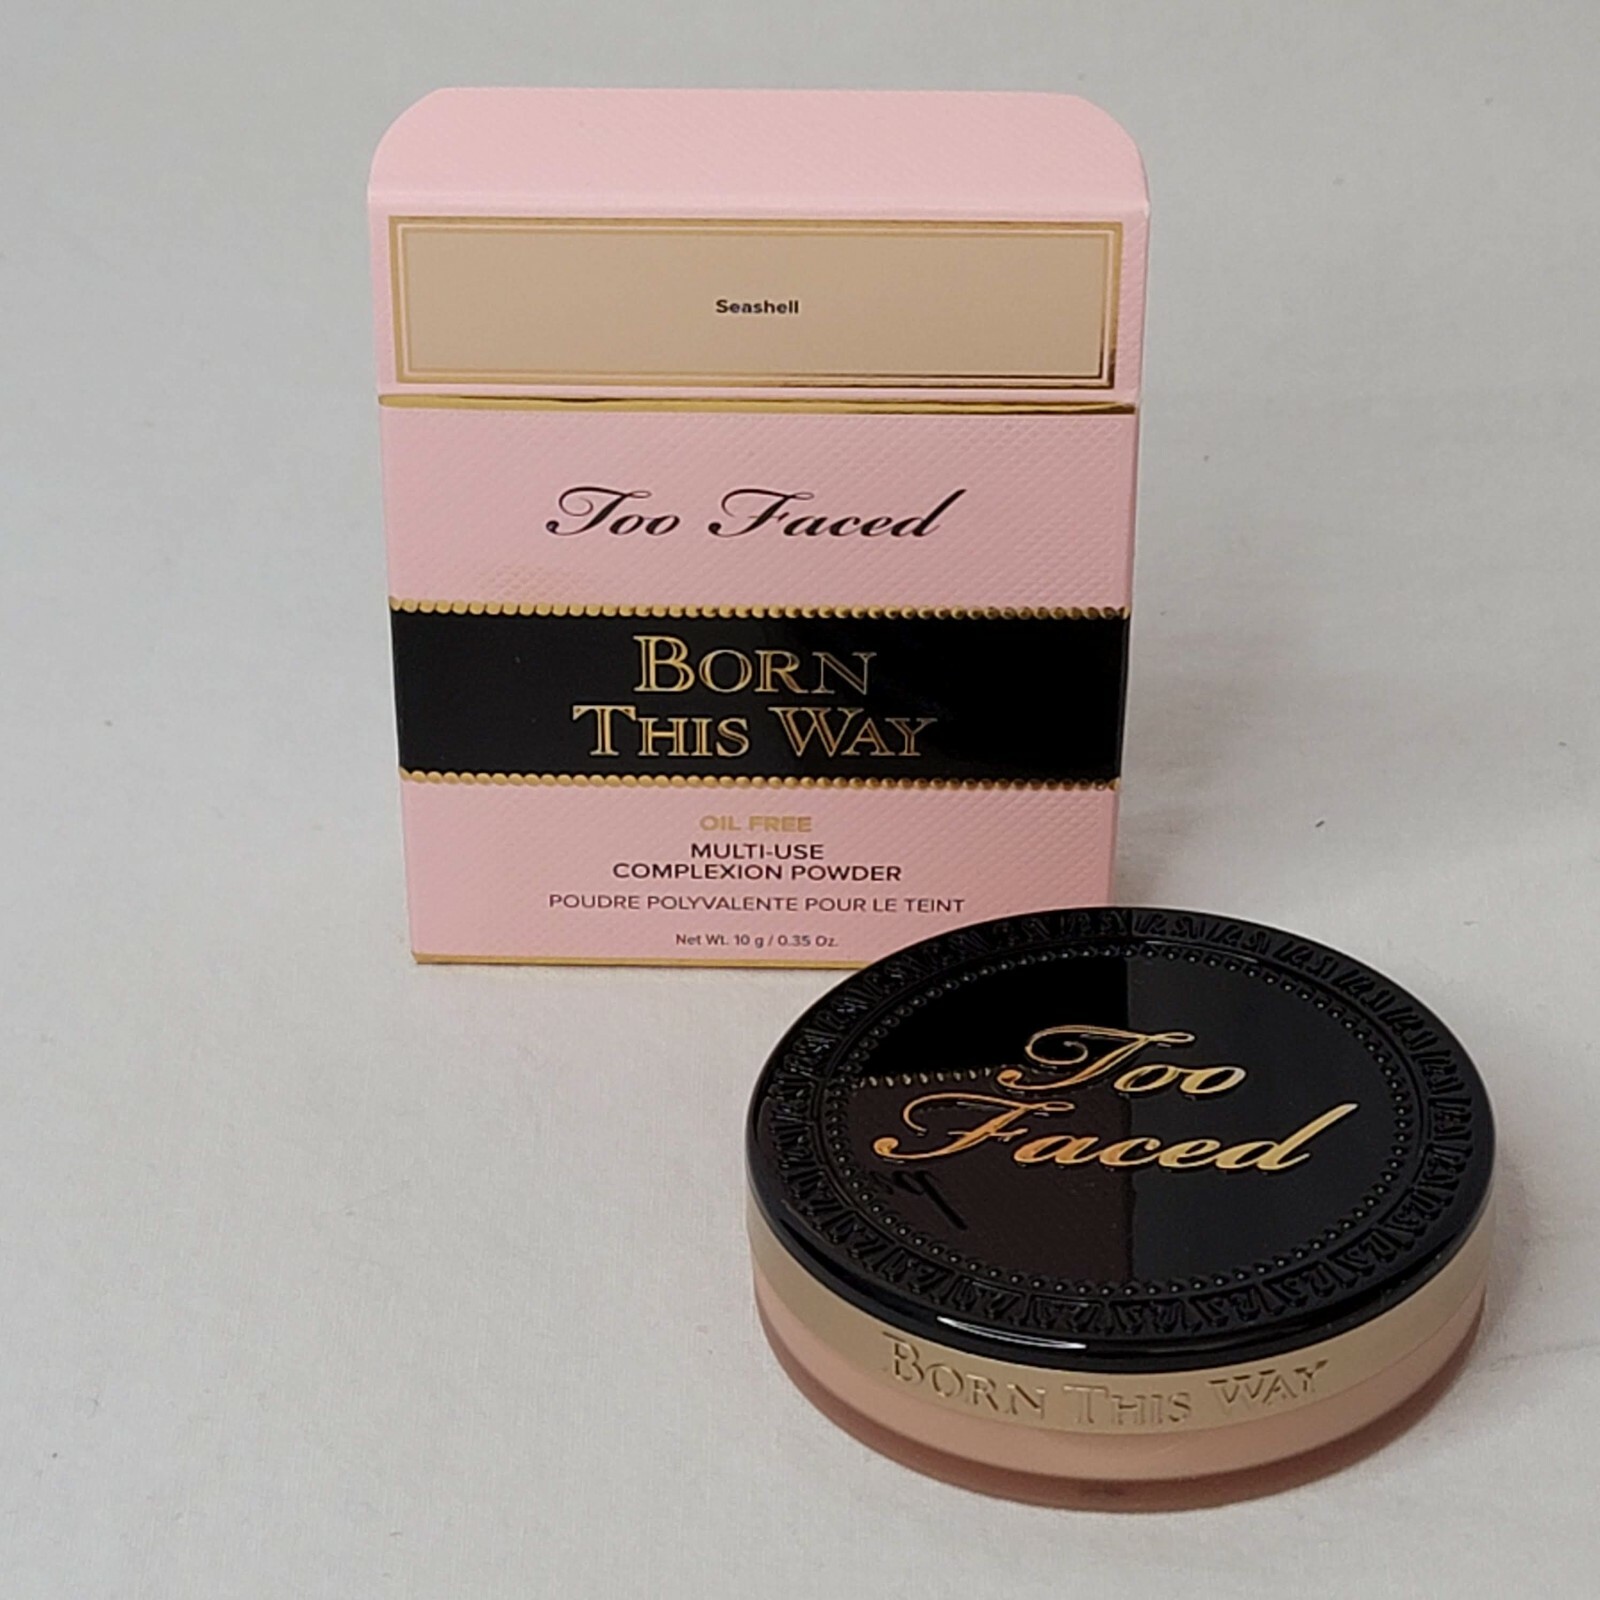 Seashell
Too Faced
BORN
THIS WAY
OIL FREE
MULTI-USE
COMPLEXION POWDER
POUDRE POLYVALENTE POUR LE TEINT
Net Wt. 10 g / 0.35 Oz.
Too
Faced
BORN THIS WAY